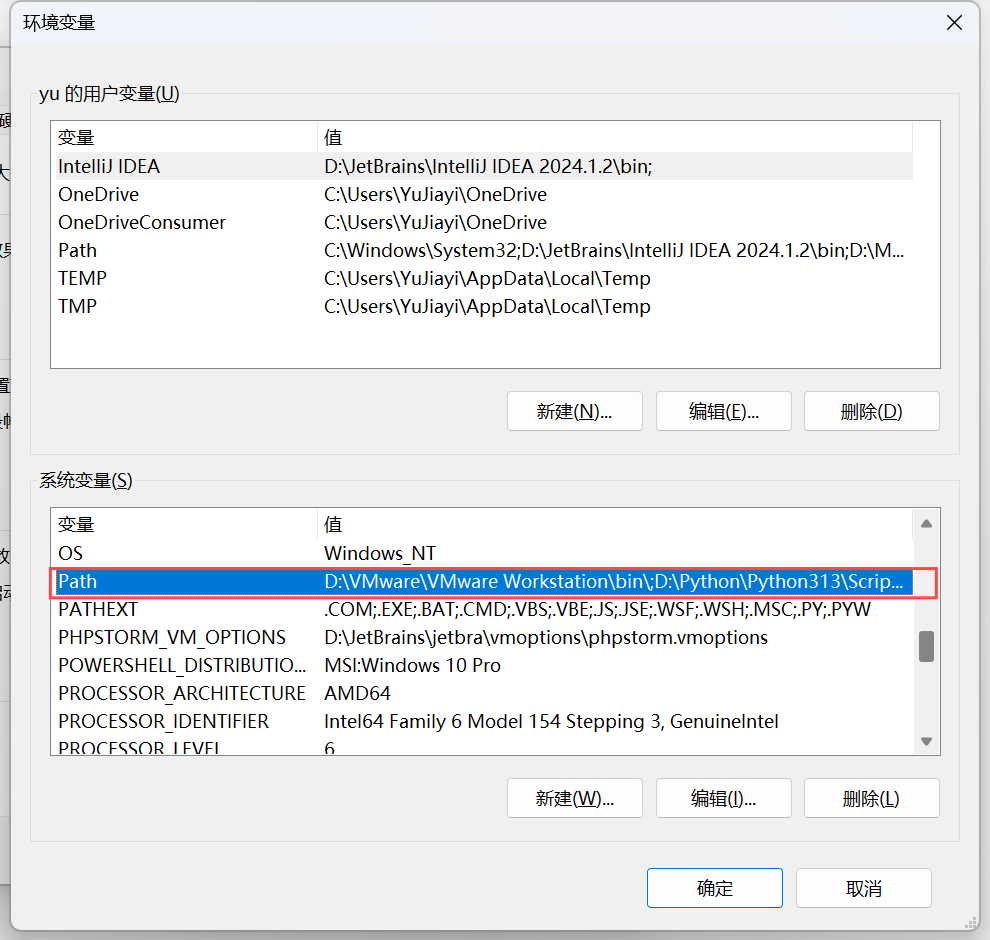 环境变量
yu 的用户变量(U)
变量 值
IntelliJ IDEA D:\JetBrains\IntelliJ IDEA 2024.1.2\bin;
OneDrive C:\Users\YuJiayi\OneDrive
OneDriveConsumer C:\Users\YuJiayi\OneDrive
Path C:\Windows\System32;D:\JetBrains\IntelliJ IDEA 2024.1.2\bin;D:\M...
TEMP C:\Users\YuJiayi\AppData\Local\Temp
TMP C:\Users\YuJiayi\AppData\Local\Temp
新建(N)... 编辑(E)... 删除(D)
系统变量(S)
变量 值
OS Windows_NT
Path D:\VMware\VMware Workstation\bin\;D:\Python\Python313\Scrip...
PATHEXT .COM;.EXE;.BAT;.CMD;.VBS;.VBE;.JS;.JSE;.WSF;.WSH;.MSC;.PY;.PYW
PHPSTORM_VM_OPTIONS D:\JetBrains\jetbra\vmoptions\phpstorm.vmoptions
POWERSHELL_DISTRIBUTIO... MSI:Windows 10 Pro
PROCESSOR_ARCHITECTURE AMD64
PROCESSOR_IDENTIFIER Intel64 Family 6 Model 154 Stepping 3, GenuineIntel
PROCESSOR_LEVEL 6
新建(W)... 编辑(I)... 删除(L)
确定 取消